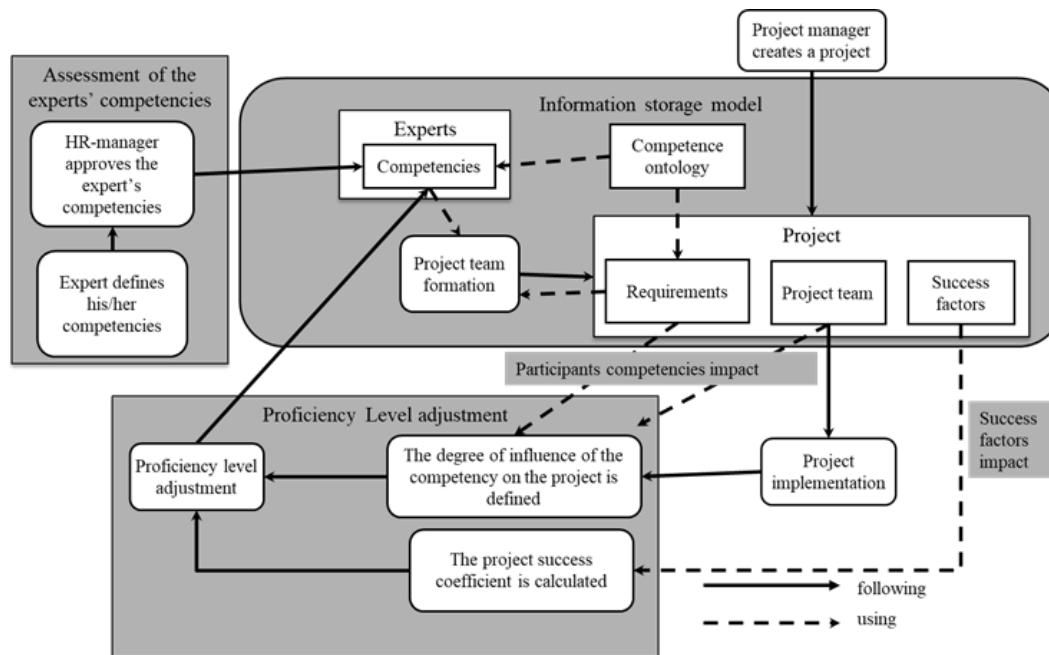 Project manager
creates a project
Assessment of the
experts' competencies
HR-manager
approves the
expert's
competencies
Expert defines
his/her
competencies
Information storage model
Experts
Competencies
Competence
ontology
Project team
formation
Project
Requirements
Project team
Success
factors
Participants competencies impact
Success
factors
impact
Proficiency Level adjustment
Proficiency level
adjustment
The degree of influence of the
competency on the project is
defined
Project
implementation
The project success
coefficient is calculated
following
using